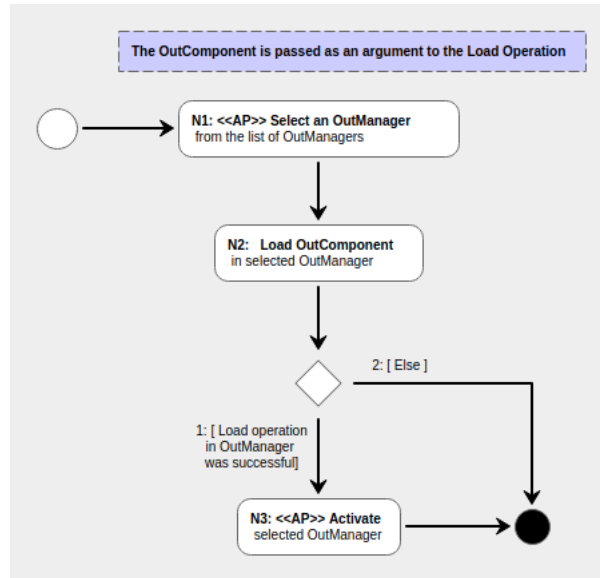 The OutComponent is passed as an argument to the Load Operation
N1: <<AP>> Select an OutManager
from the list of OutManagers
N2: Load OutComponent
in selected OutManager
2: [ Else ]
1: [ Load operation
in OutManager
was successful]
N3: <<AP>> Activate
selected OutManager